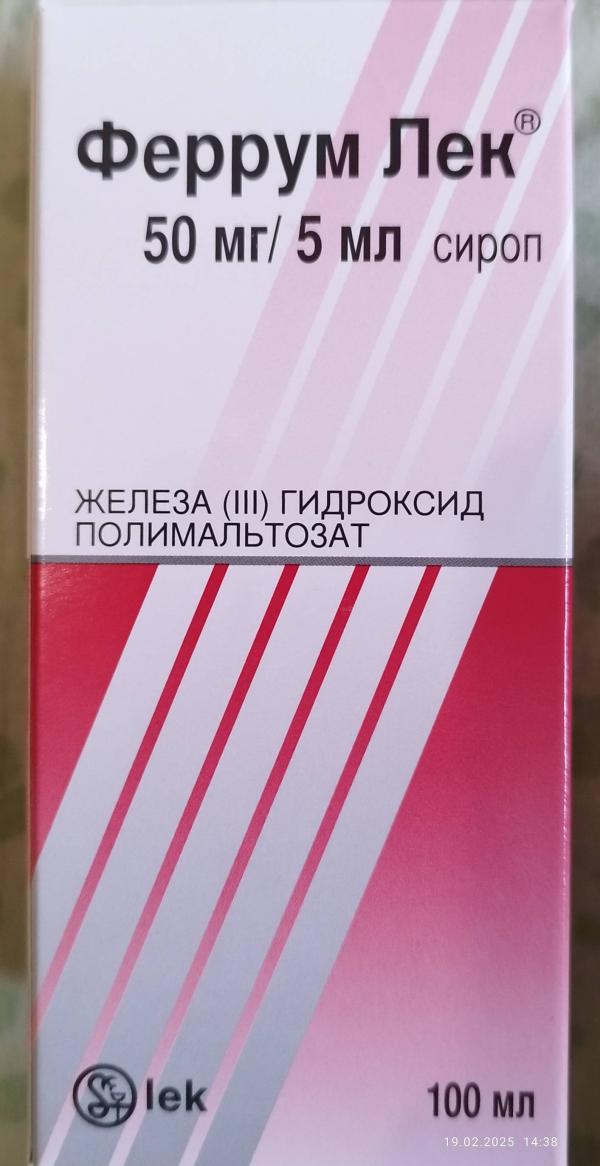 Феррум Лек®
50 мг/ 5 мл сироп
ЖЕЛЕЗА (III) ГИДРОКСИД
ПОЛИМАЛЬТОЗАТ
lek
100 мл
19.02.2025 14:38